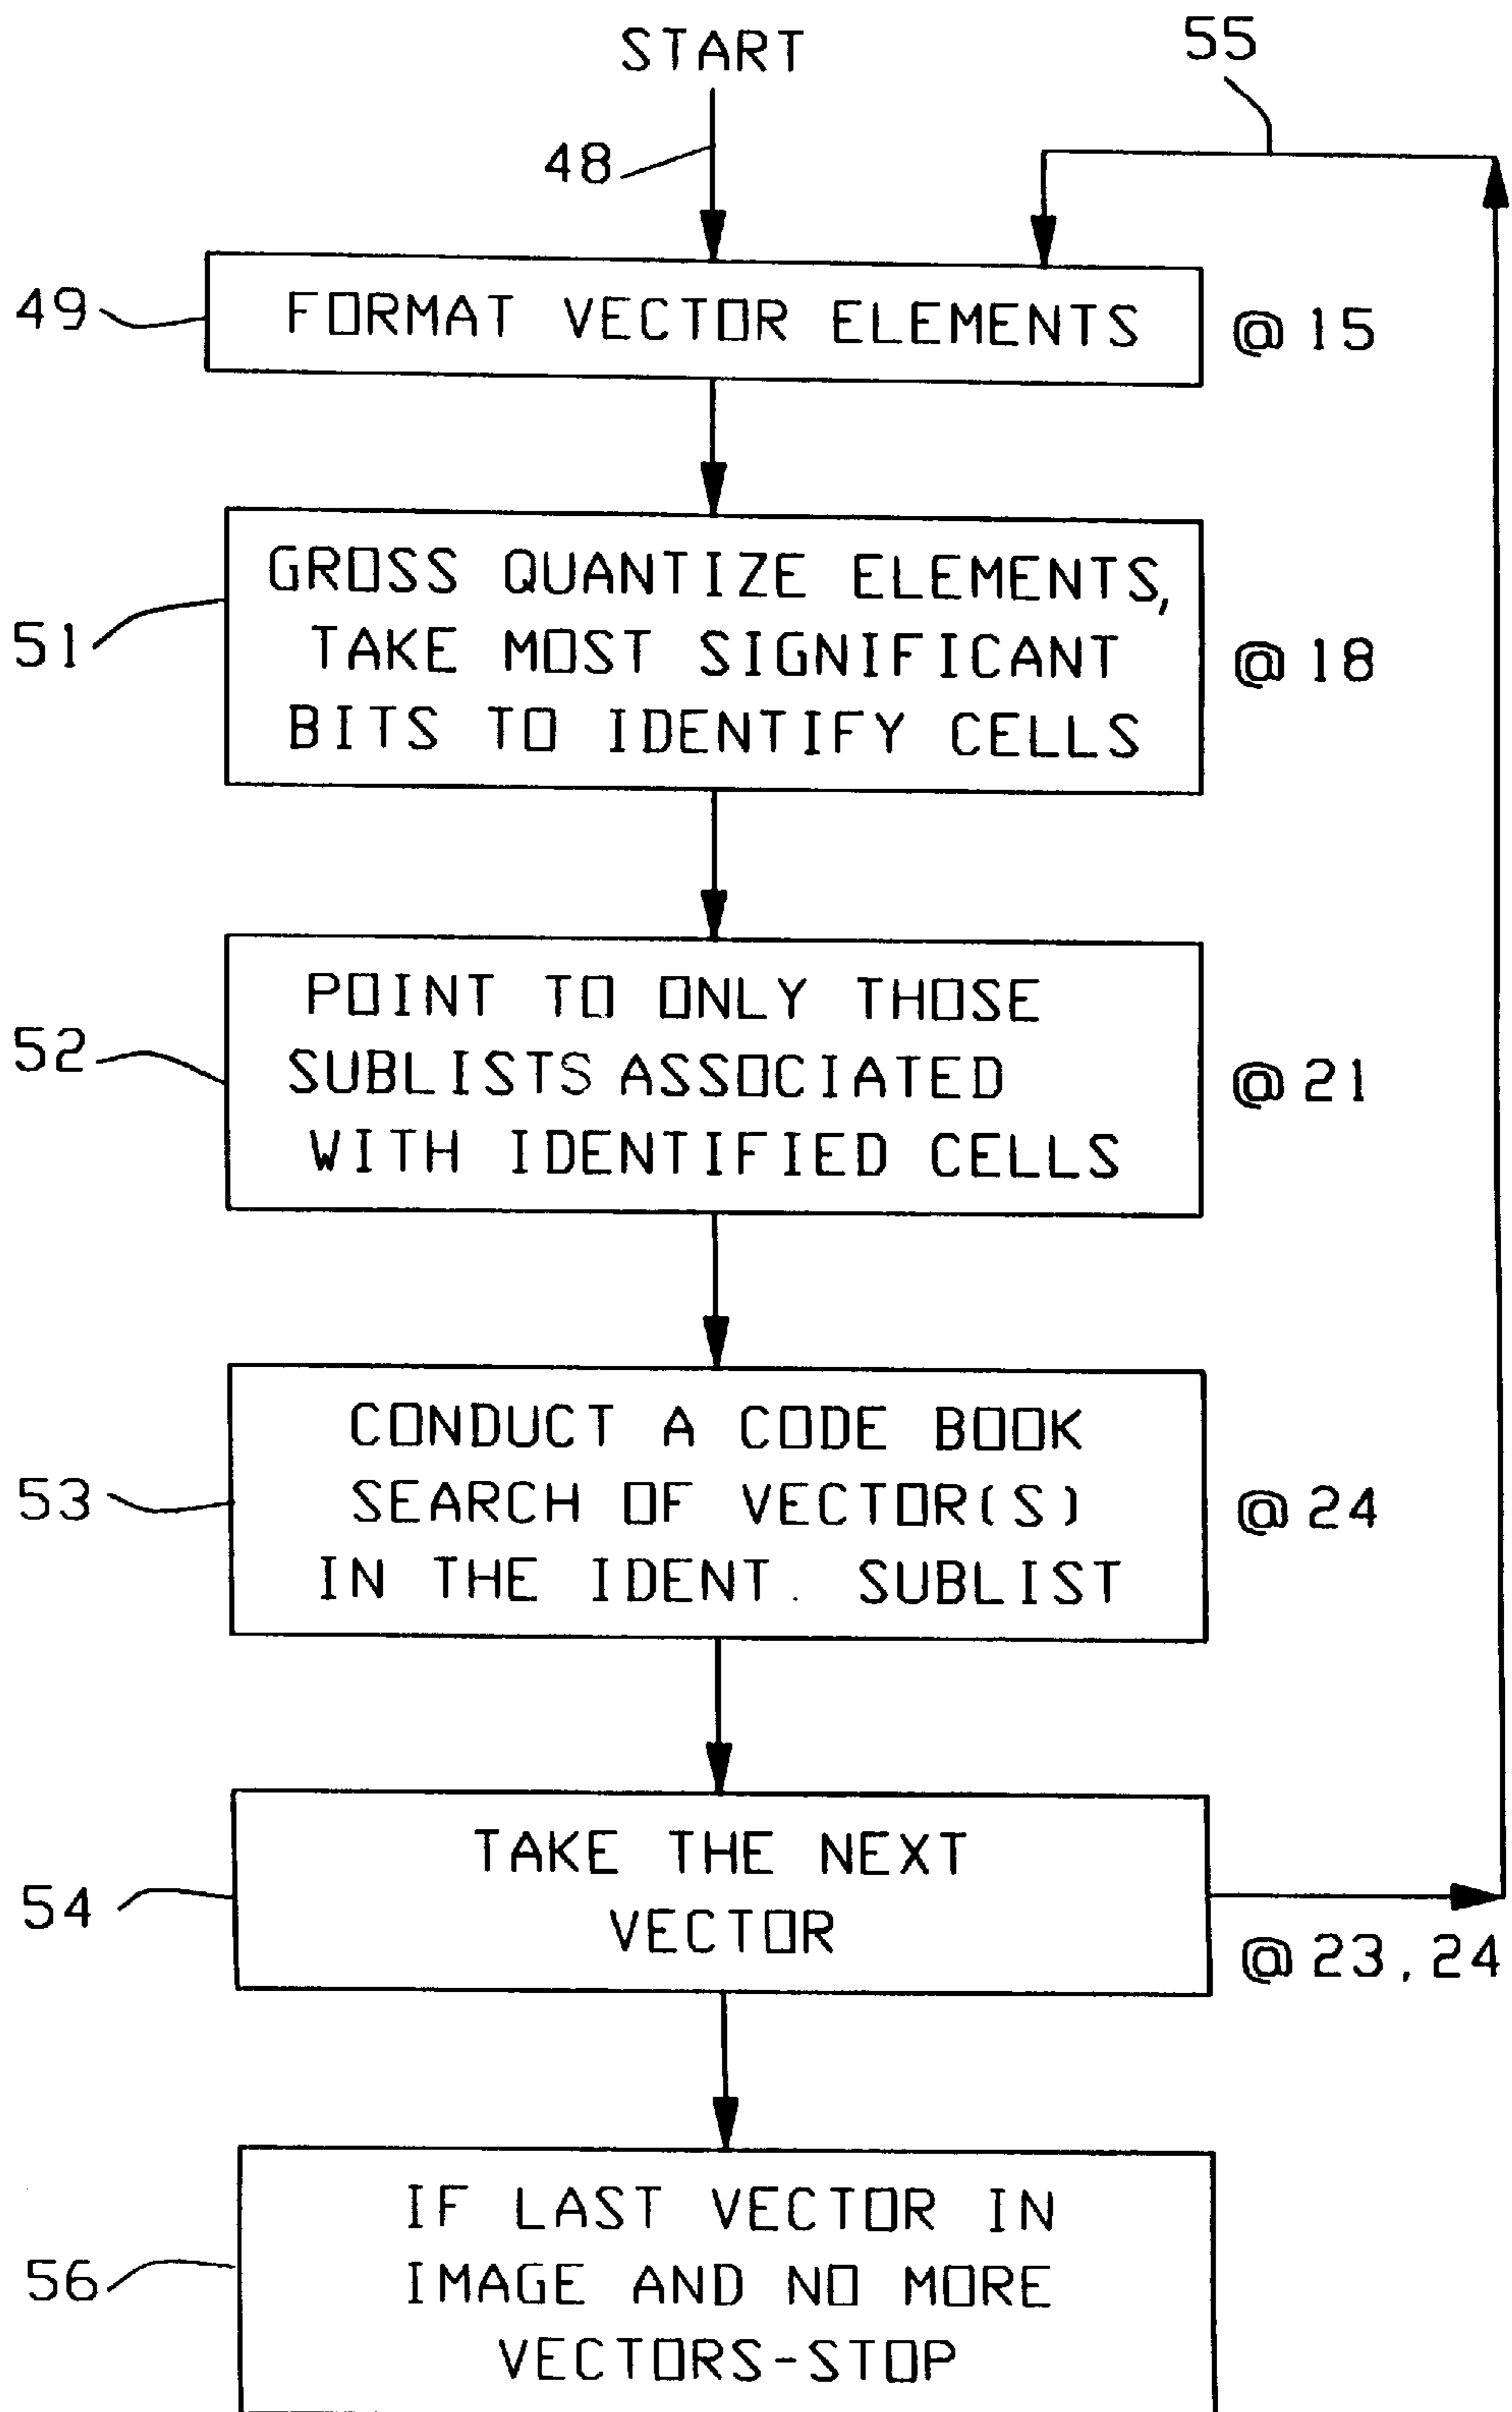 START
55
48
49
FORMAT VECTOR ELEMENTS
@ 15
GROSS QUANTIZE ELEMENTS,
TAKE MOST SIGNIFICANT
BITS TO IDENTIFY CELLS
51
@ 18
POINT TO ONLY THOSE
SUBLISTS ASSOCIATED
WITH IDENTIFIED CELLS
52
@ 21
CONDUCT A CODE BOOK
SEARCH OF VECTOR(S)
IN THE IDENT. SUBLIST
53
@ 24
TAKE THE NEXT
VECTOR
54
@ 23, 24
IF LAST VECTOR IN
IMAGE AND NO MORE
VECTORS-STOP
56